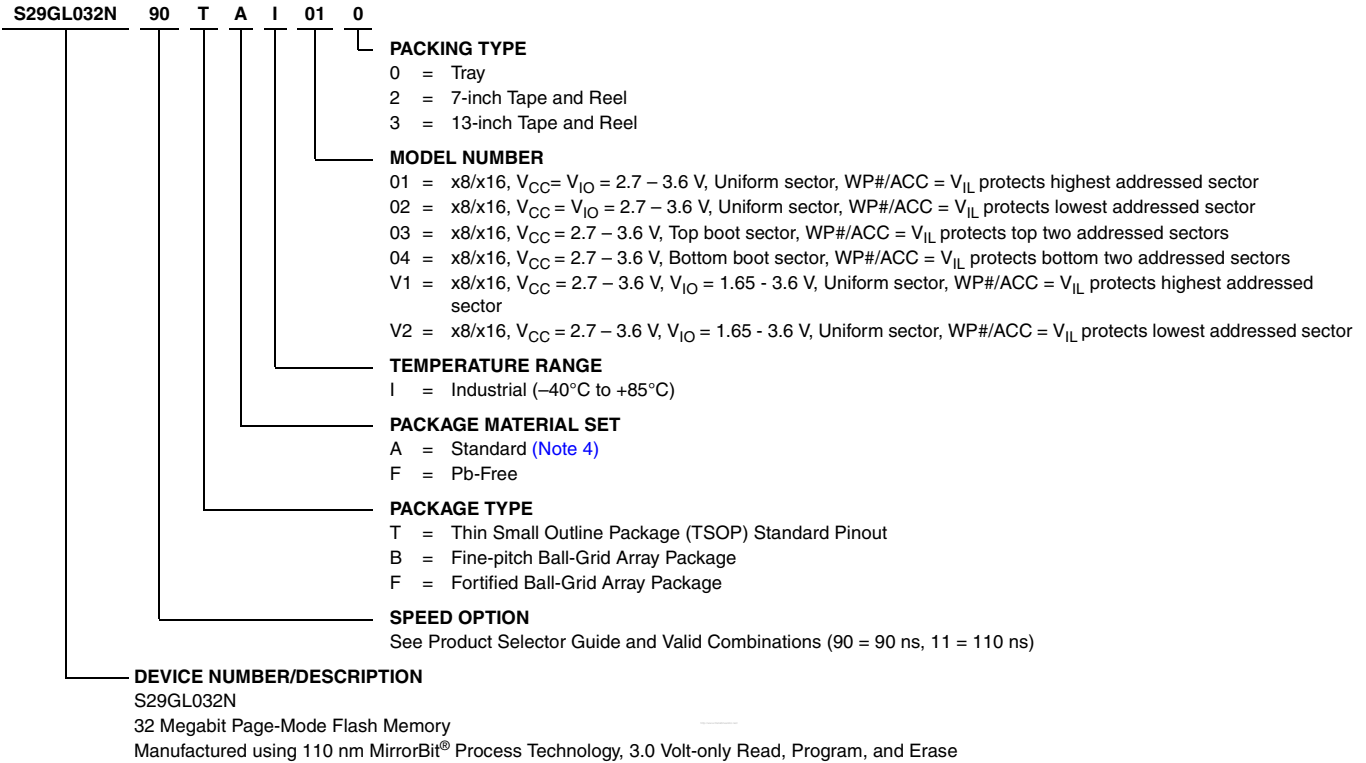 S29GL032N 90 T A I 01 0
PACKING TYPE
0 = Tray
2 = 7-inch Tape and Reel
3 = 13-inch Tape and Reel
MODEL NUMBER
01 = x8/x16, VCC= VIO = 2.7 – 3.6 V, Uniform sector, WP#/ACC = VIL protects highest addressed sector
02 = x8/x16, VCC = VIO = 2.7 – 3.6 V, Uniform sector, WP#/ACC = VIL protects lowest addressed sector
03 = x8/x16, VCC = 2.7 – 3.6 V, Top boot sector, WP#/ACC = VIL protects top two addressed sectors
04 = x8/x16, VCC = 2.7 – 3.6 V, Bottom boot sector, WP#/ACC = VIL protects bottom two addressed sectors
V1 = x8/x16, VCC = 2.7 – 3.6 V, VIO = 1.65 - 3.6 V, Uniform sector, WP#/ACC = VIL protects highest addressed
sector
V2 = x8/x16, VCC = 2.7 – 3.6 V, VIO = 1.65 - 3.6 V, Uniform sector, WP#/ACC = VIL protects lowest addressed sector
TEMPERATURE RANGE
I = Industrial (–40°C to +85°C)
PACKAGE MATERIAL SET
A = Standard (Note 4)
F = Pb-Free
PACKAGE TYPE
T = Thin Small Outline Package (TSOP) Standard Pinout
B = Fine-pitch Ball-Grid Array Package
F = Fortified Ball-Grid Array Package
SPEED OPTION
See Product Selector Guide and Valid Combinations (90 = 90 ns, 11 = 110 ns)
DEVICE NUMBER/DESCRIPTION
S29GL032N
32 Megabit Page-Mode Flash Memory
Manufactured using 110 nm MirrorBit® Process Technology, 3.0 Volt-only Read, Program, and Erase